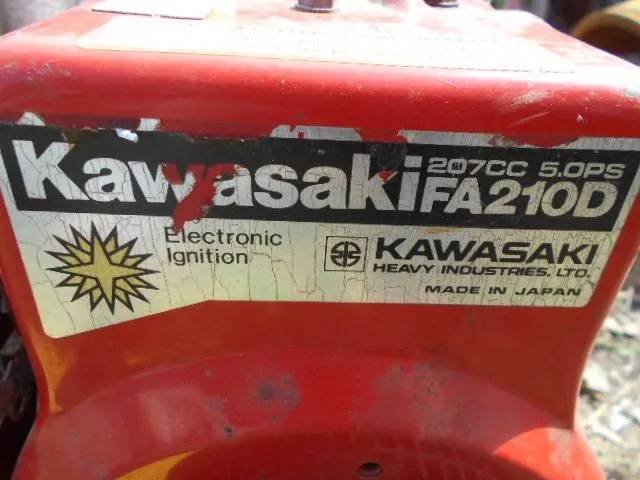 Kawasaki
207CC 5.0PS
FA210D
Electronic
Ignition
KAWASAKI
HEAVY INDUSTRIES, LTD.
MADE IN JAPAN